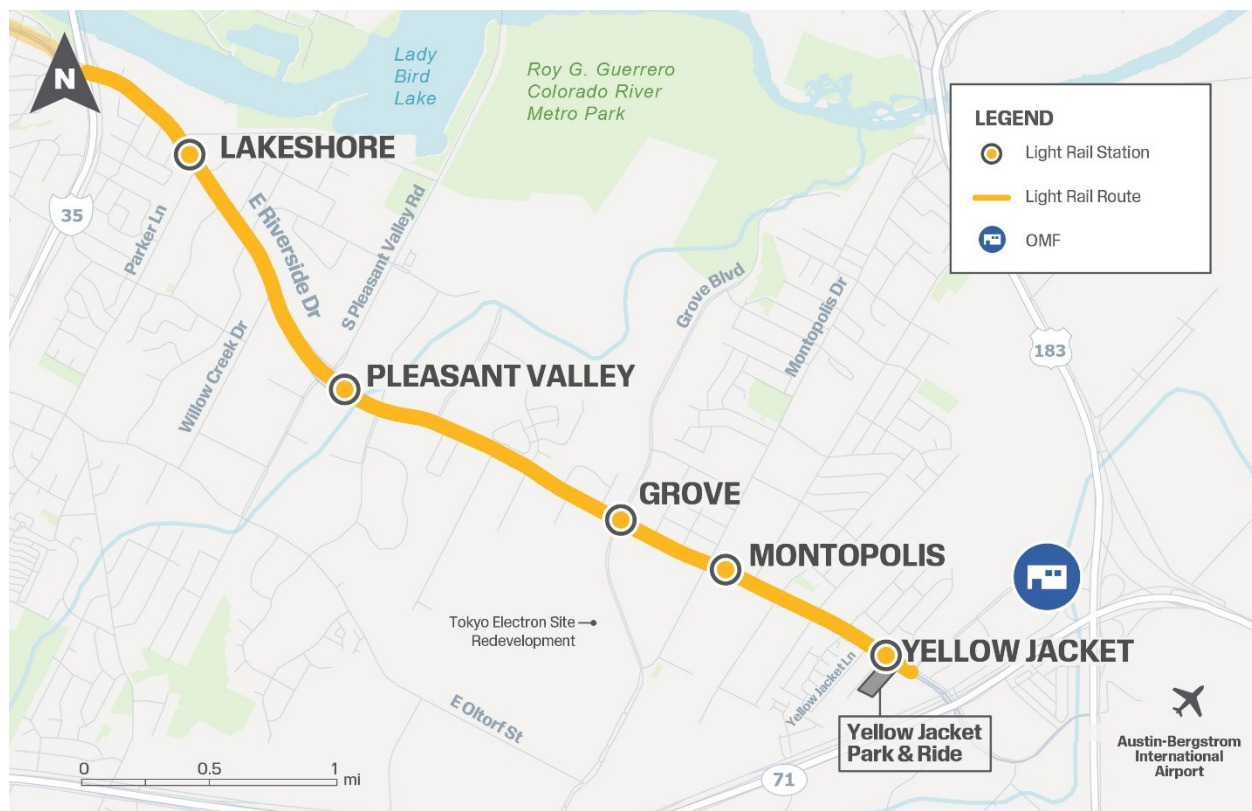 N
Lady
Bird
Lake
Roy G. Guerrero
Colorado River
Metro Park
LEGEND
Light Rail Station
Light Rail Route
OMF
LAKESHORE
35
Parker Ln
E Riverside Dr
S Pleasant Valley Rd
Willow Creek Dr
Grove Blvd
Montopolis Dr
183
PLEASANT VALLEY
GROVE
MONTOPOLIS
Tokyo Electron Site
Redevelopment
YELLOW JACKET
Yellow Jacket Ln
E Oltorf St
Yellow Jacket
Park & Ride
Austin-Bergstrom
International
Airport
0 0.5 1
mi
71